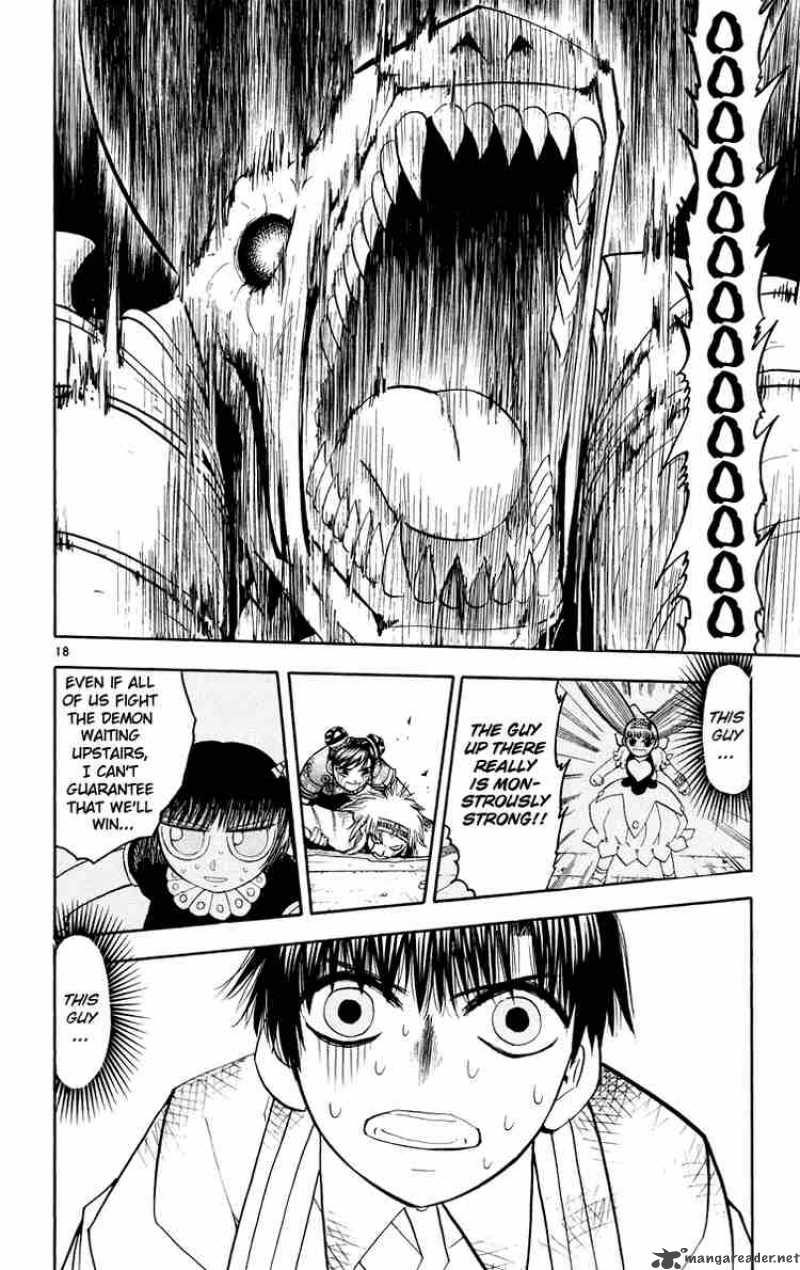 OOOOOOOOOOOOO
18
THIS
GUY
...
THE GUY
UP THERE
REALLY
IS MON-
STROUSLY
STRONG!!
EVEN IF ALL
OF US FIGHT
THE DEMON
WAITING
UPSTAIRS,
I CAN'T
GUARANTEE
THAT WE'LL
WIN...
THIS
GUY
...
mangareader.net